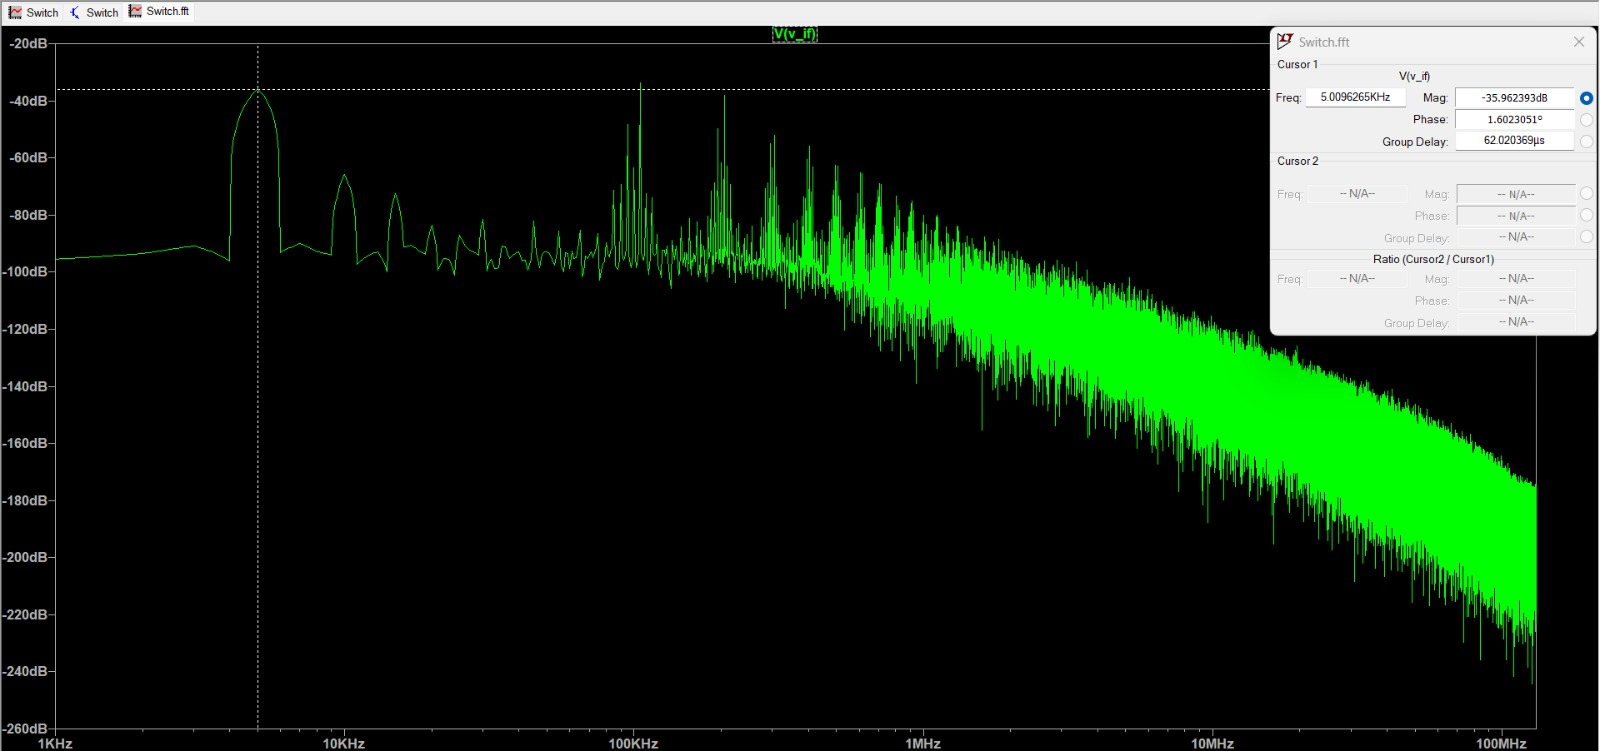 Switch Switch Switch.fft
V(v_if)
-20dB
-40dB
-60dB
-80dB
-100dB
-120dB
-140dB
-160dB
-180dB
-200dB
-220dB
-240dB
-260dB
1KHz 10KHz 100KHz 1MHz 10MHz 100MHz
Switch.fft
Cursor 1
V(v_if)
Freq: 5.0096265KHz Mag: -35.962393dB
Phase: 1.6023051°
Group Delay: 62.020369µs
Cursor 2
Freq: -- N/A-- Mag: -- N/A--
Phase: -- N/A--
Group Delay: -- N/A--
Ratio (Cursor2 / Cursor1)
Freq: -- N/A-- Mag: -- N/A--
Phase: -- N/A--
Group Delay: -- N/A--